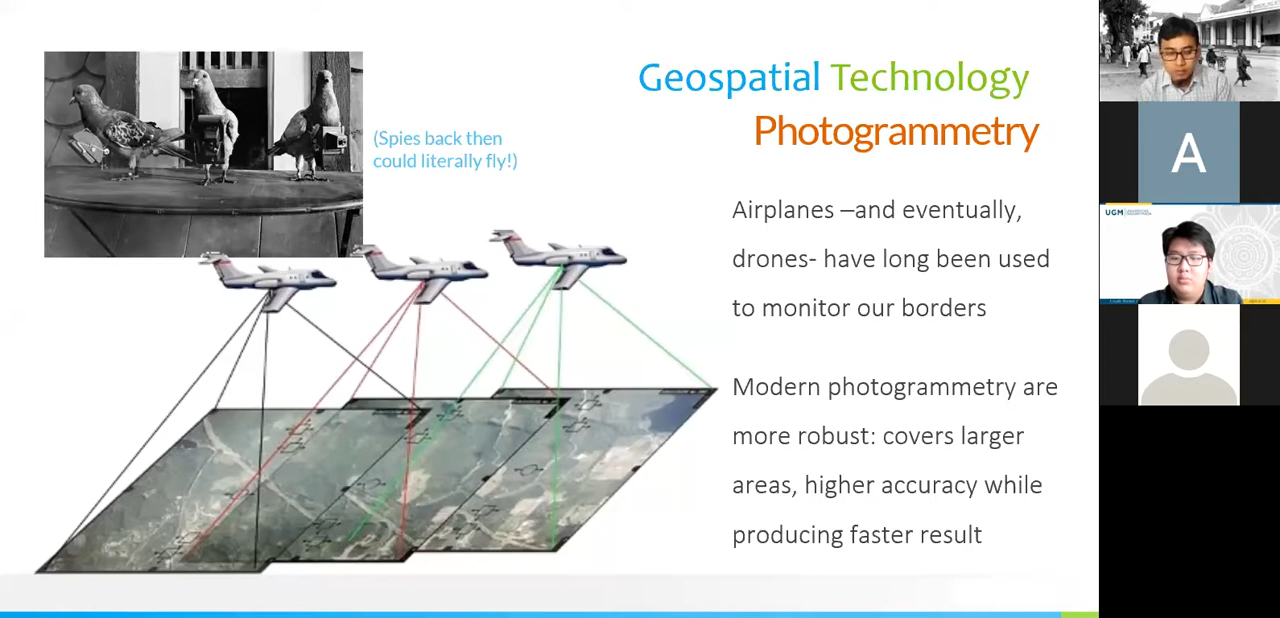 (Spies back then
could literally fly!)
Geospatial Technology
Photogrammetry
Airplanes –and eventually,
drones- have long been used
to monitor our borders
Modern photogrammetry are
more robust: covers larger
areas, higher accuracy while
producing faster result
A
UGM